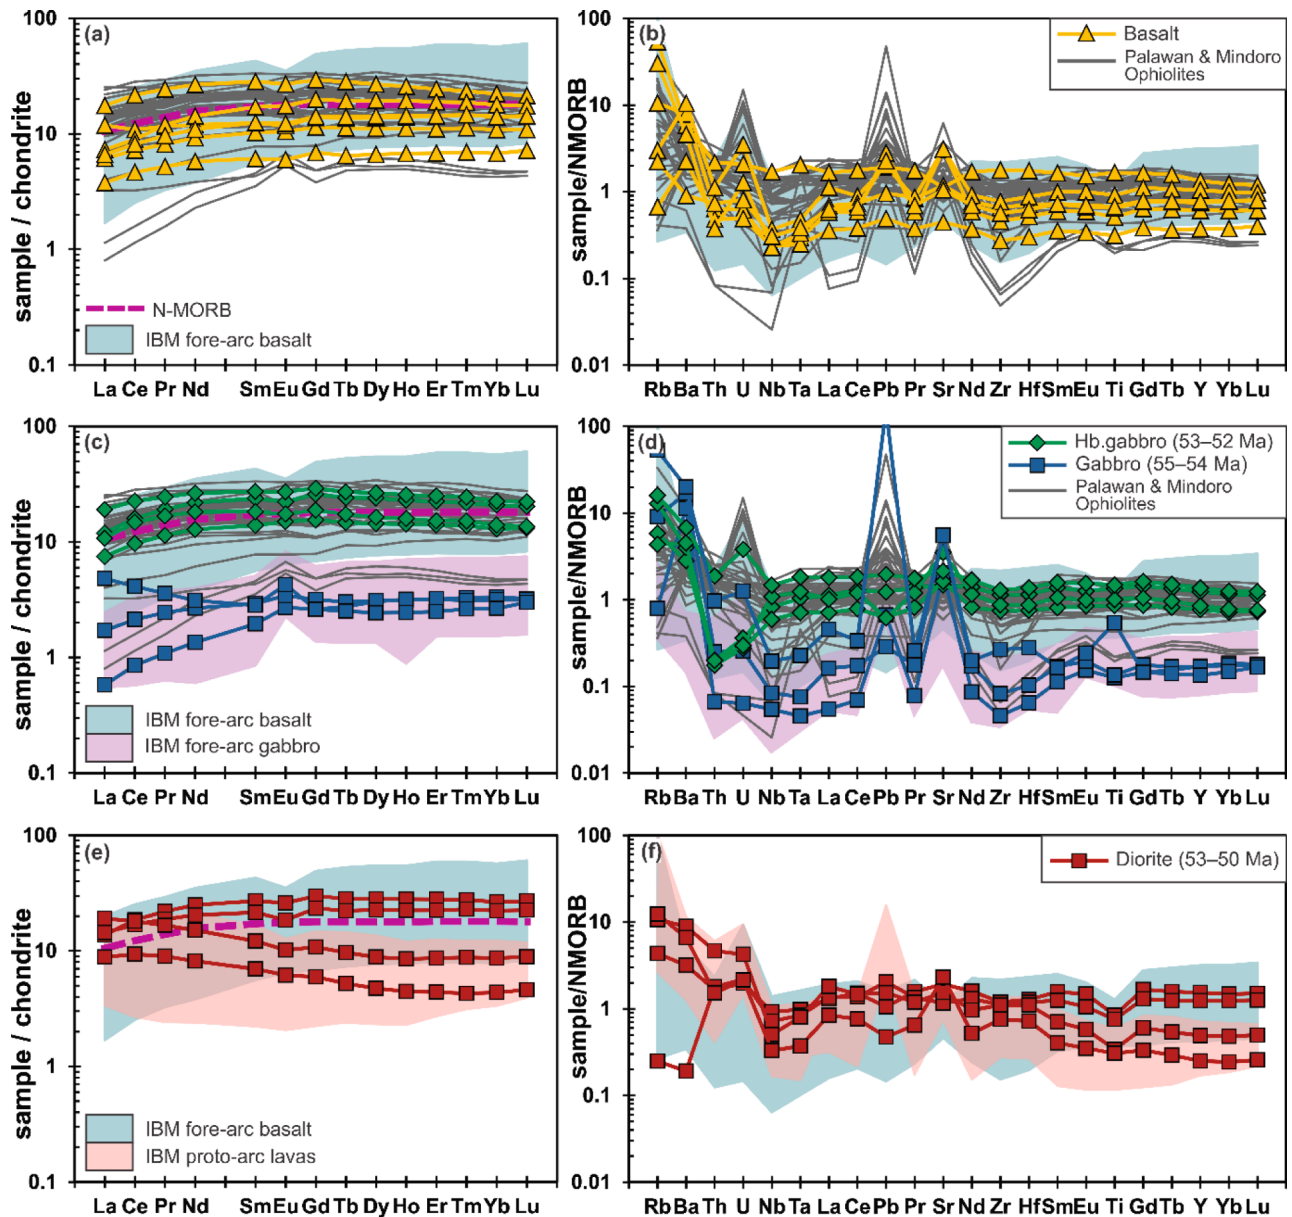 (a)
100
10
1
0.1
sample / chondrite
N-MORB
IBM fore-arc basalt
La Ce Pr Nd Sm Eu Gd Tb Dy Ho Er Tm Yb Lu
(b)
100
10
1
0.1
0.01
sample/NMORB
Basalt
Palawan & Mindoro
Ophiolites
Rb Ba Th U Nb Ta La Ce Pb Pr Sr Nd Zr Hf Sm Eu Ti Gd Tb Y Yb Lu
(c)
100
10
1
0.1
sample / chondrite
IBM fore-arc basalt
IBM fore-arc gabbro
La Ce Pr Nd Sm Eu Gd Tb Dy Ho Er Tm Yb Lu
(d)
100
10
1
0.1
0.01
sample/NMORB
Hb.gabbro (53–52 Ma)
Gabbro (55–54 Ma)
Palawan & Mindoro
Ophiolites
Rb Ba Th U Nb Ta La Ce Pb Pr Sr Nd Zr Hf Sm Eu Ti Gd Tb Y Yb Lu
(e)
100
10
1
0.1
sample / chondrite
IBM fore-arc basalt
IBM proto-arc lavas
La Ce Pr Nd Sm Eu Gd Tb Dy Ho Er Tm Yb Lu
(f)
100
10
1
0.1
0.01
sample/NMORB
Diorite (53–50 Ma)
Rb Ba Th U Nb Ta La Ce Pb Pr Sr Nd Zr Hf Sm Eu Ti Gd Tb Y Yb Lu